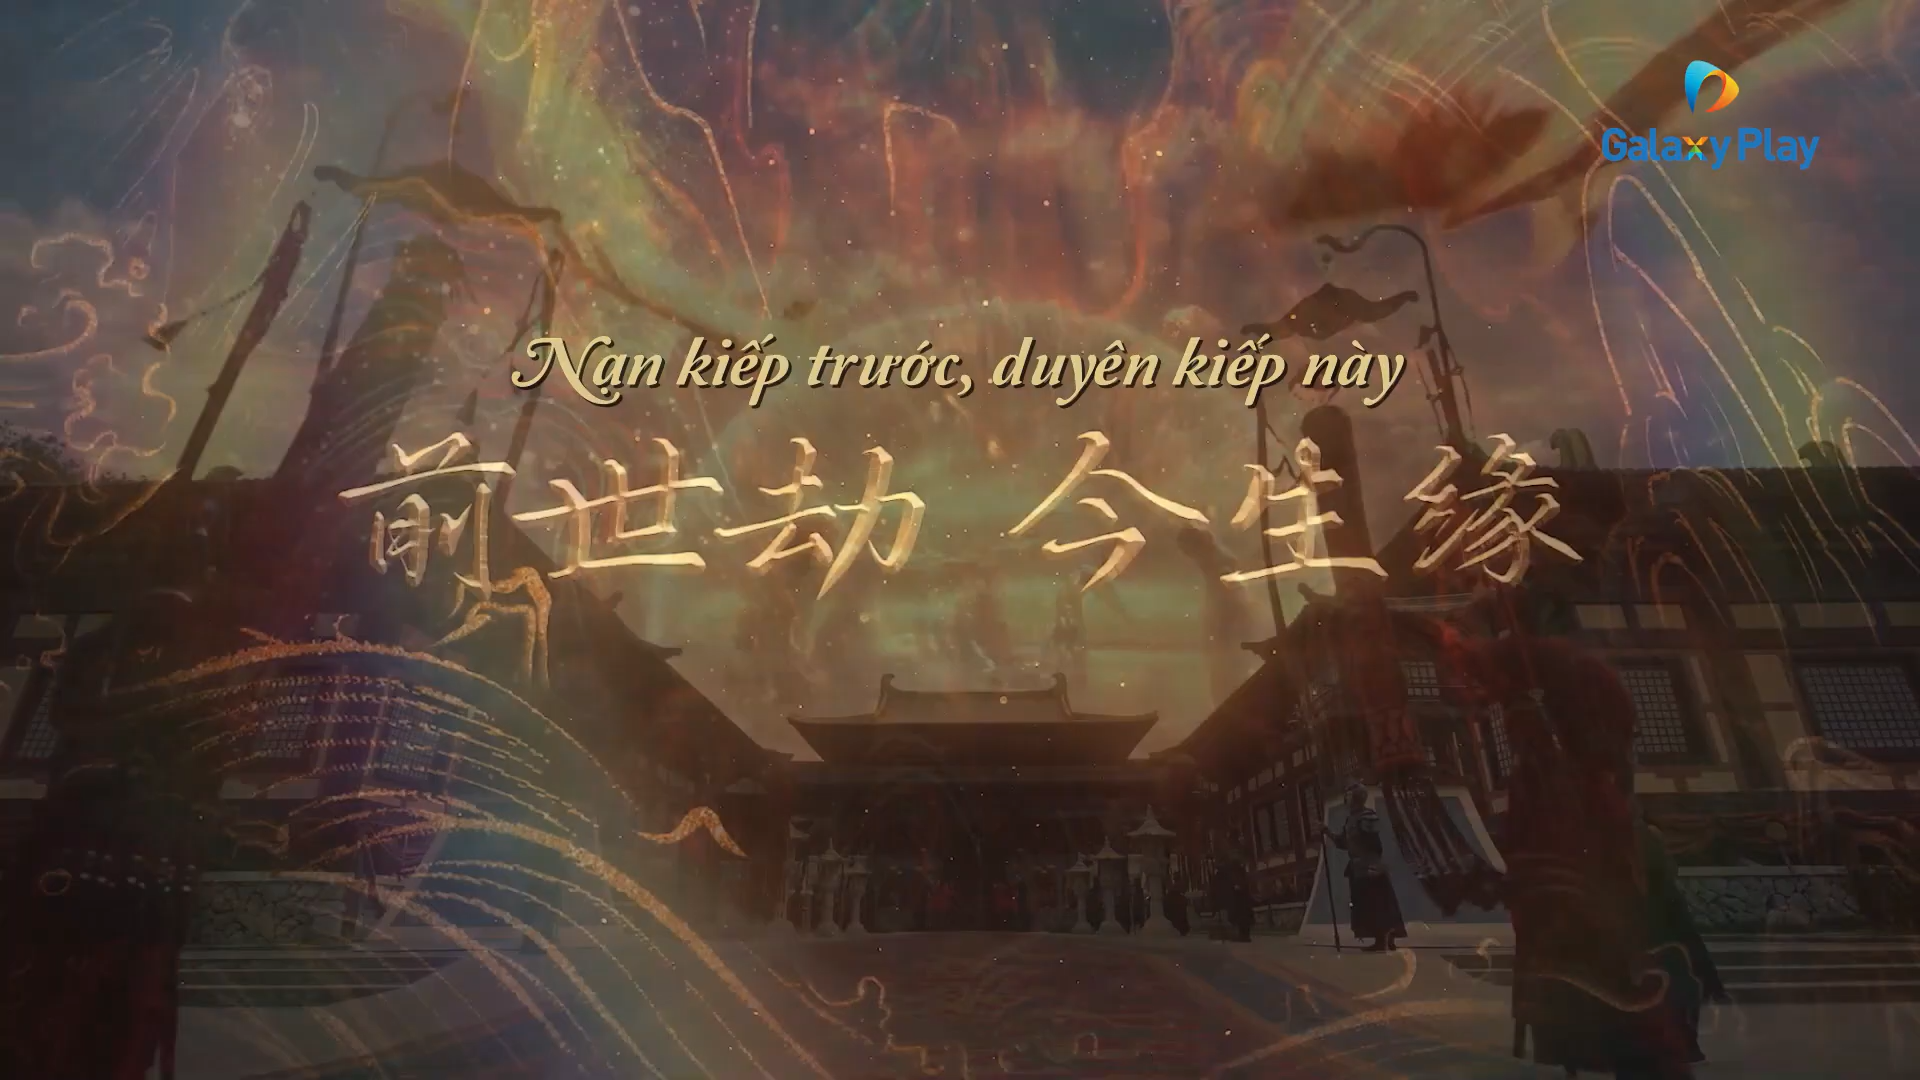 Galaxy Play
Nạn kiếp trước, duyên kiếp này
前世劫 今生缘